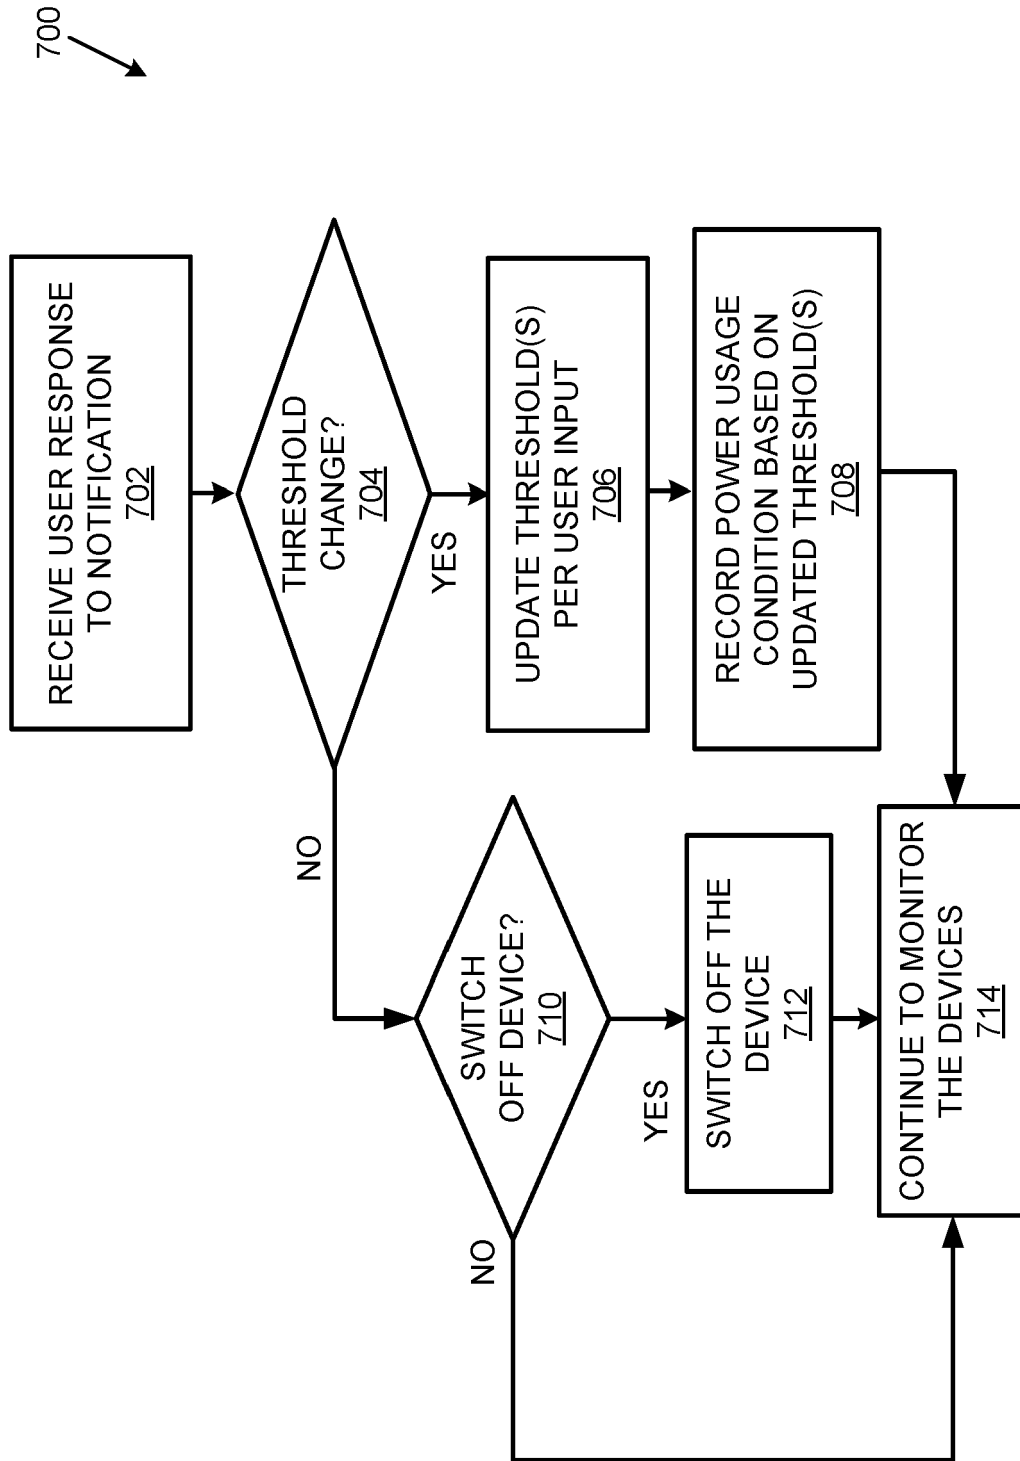 700
RECEIVE USER RESPONSE
TO NOTIFICATION
702
THRESHOLD
CHANGE?
704
YES
NO
UPDATE THRESHOLD(S)
PER USER INPUT
706
RECORD POWER USAGE
CONDITION BASED ON
UPDATED THRESHOLD(S)
708
SWITCH
OFF DEVICE?
710
YES
NO
SWITCH OFF THE
DEVICE
712
CONTINUE TO MONITOR
THE DEVICES
714